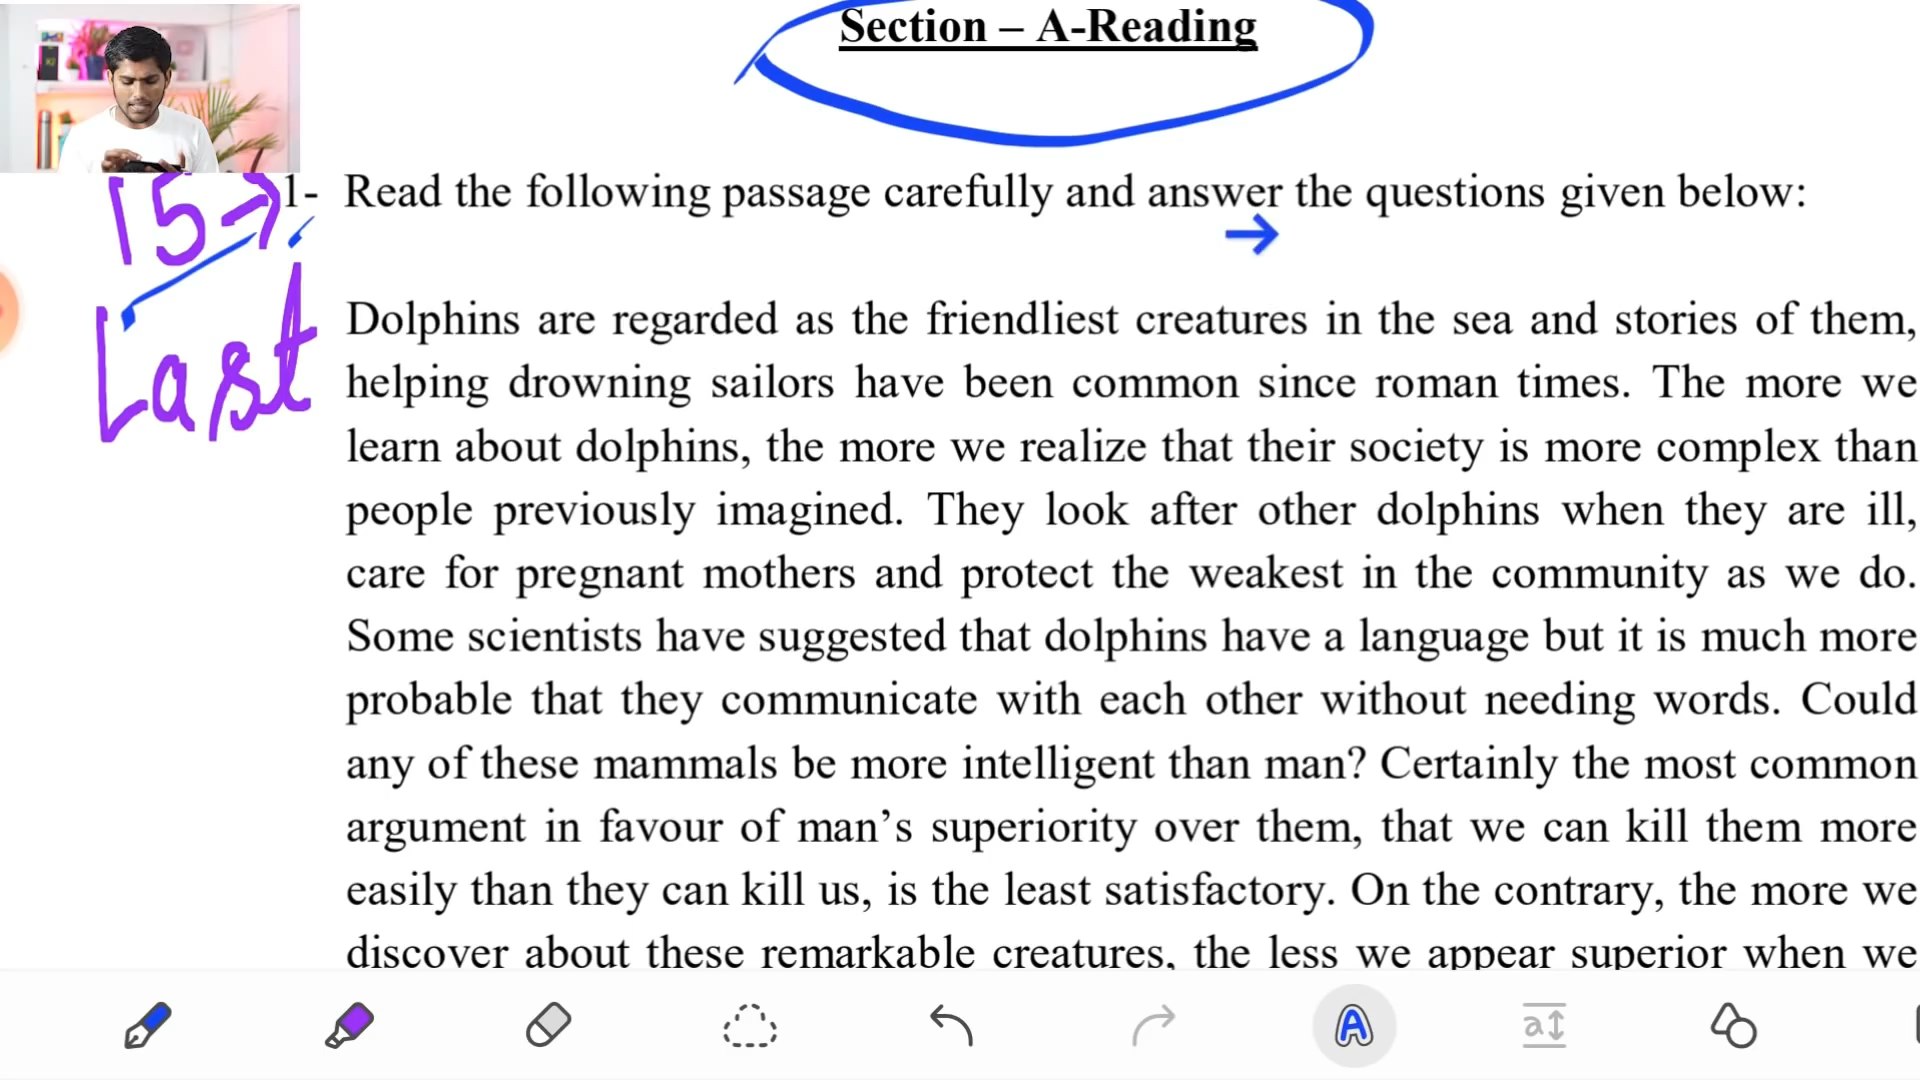 Section – A-Reading
15->
1- Read the following passage carefully and answer the questions given below:
→
Last
Dolphins are regarded as the friendliest creatures in the sea and stories of them,
helping drowning sailors have been common since roman times. The more we
learn about dolphins, the more we realize that their society is more complex than
people previously imagined. They look after other dolphins when they are ill,
care for pregnant mothers and protect the weakest in the community as we do.
Some scientists have suggested that dolphins have a language but it is much more
probable that they communicate with each other without needing words. Could
any of these mammals be more intelligent than man? Certainly the most common
argument in favour of man’s superiority over them, that we can kill them more
easily than they can kill us, is the least satisfactory. On the contrary, the more we
discover about these remarkable creatures, the less we appear superior when we
A a